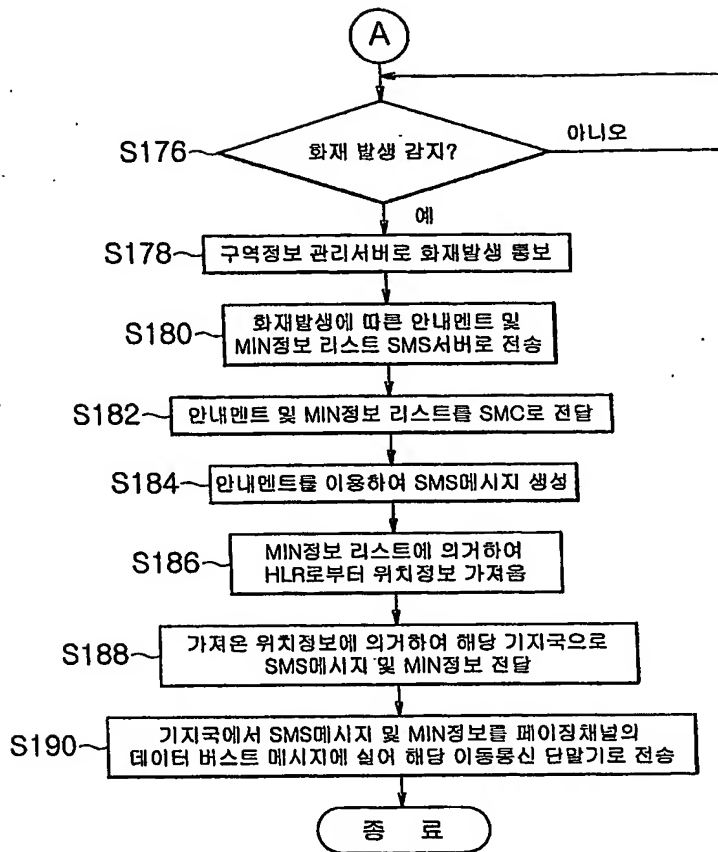 A
S176
화재 발생 감지?
아니오
예
S178
구역정보 관리서버로 화재발생 통보
S180
화재발생에 따른 안내멘트 및
MIN정보 리스트 SMS서버로 전송
S182
안내멘트 및 MIN정보 리스트를 SMC로 전달
S184
안내멘트를 이용하여 SMS메시지 생성
S186
MIN정보 리스트에 의거하여
HLR로부터 위치정보 가져옴
S188
가져온 위치정보에 의거하여 해당 기지국으로
SMS메시지 및 MIN정보 전달
S190
기지국에서 SMS메시지 및 MIN정보를 페이징채널의
데이터 버스트 메시지에 실어 해당 이동통신 단말기로 전송
종 료